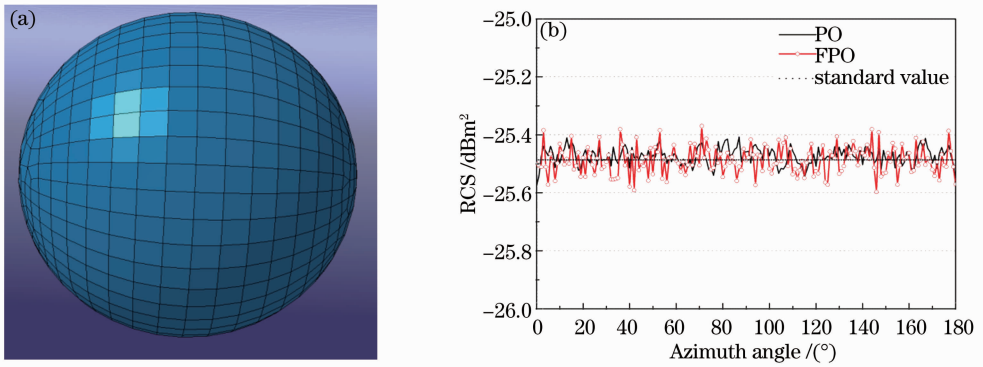 (a)
(b)
PO
FPO
standard value
−25.0
−25.2
−25.4
−25.6
−25.8
−26.0
RCS /dBm²
0 20 40 60 80 100 120 140 160 180
Azimuth angle /(°)